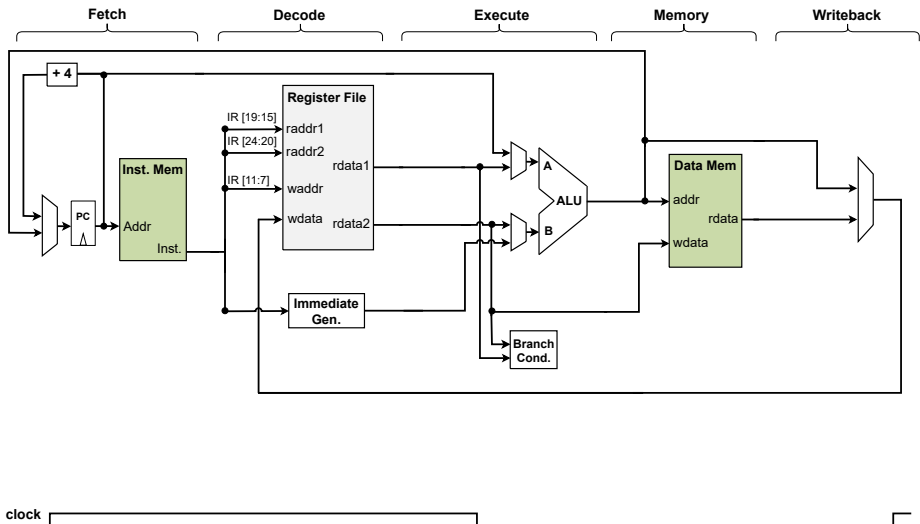 Fetch
Decode
Execute
Memory
Writeback
+ 4
Register File
IR [19:15]
raddr1
IR [24:20]
raddr2
Inst. Mem
rdata1
A
Data Mem
IR [11:7]
waddr
ALU
addr
PC
Addr
wdata
rdata2
B
rdata
wdata
Inst.
Immediate
Gen.
Branch
Cond.
clock